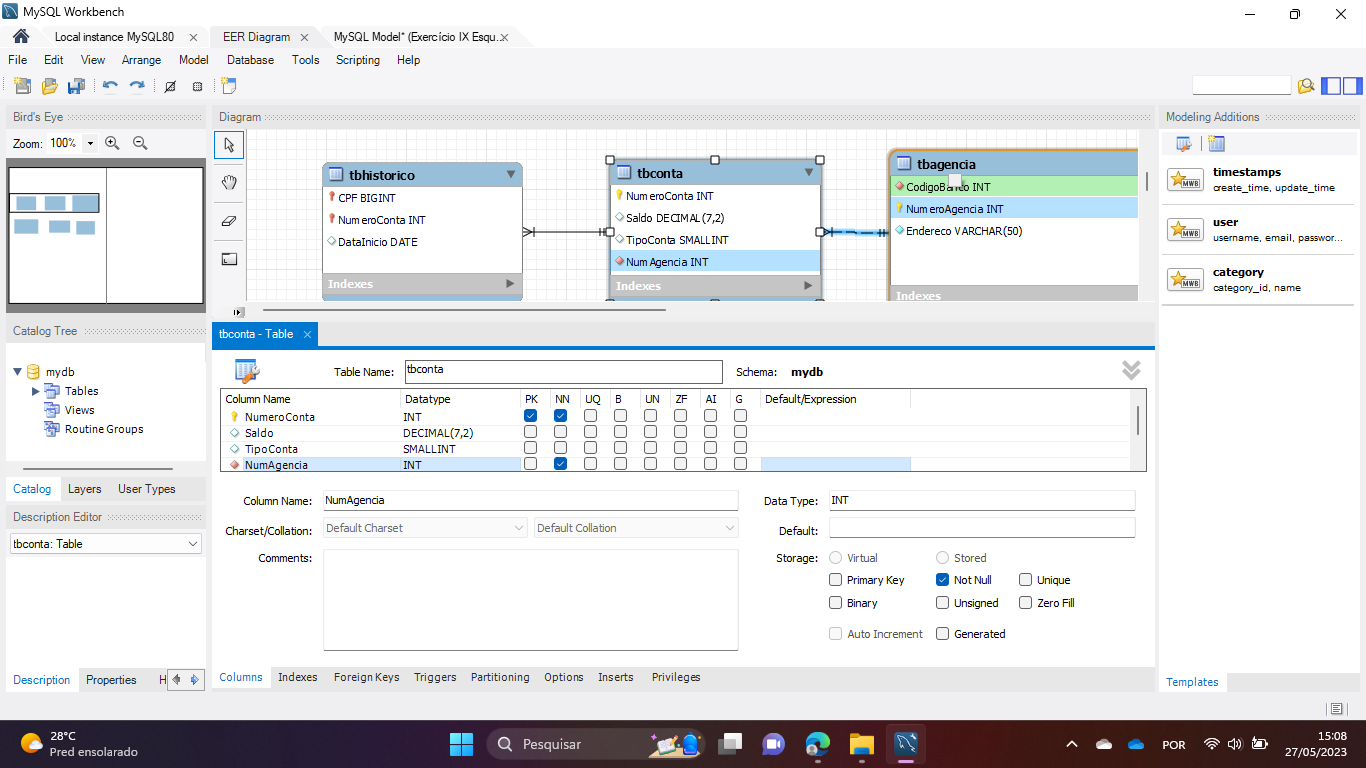 MySQL Workbench
Local instance MySQL80
EER Diagram
MySQL Model* (Exercício IX Esqu...
File Edit View Arrange Model Database Tools Scripting Help
Bird's Eye
Zoom: 100%
Diagram
tbhistorico
CPF BIGINT
NumeroConta INT
DataInicio DATE
Indexes
tbconta
NumeroConta INT
Saldo DECIMAL(7,2)
TipoConta SMALLINT
NumAgencia INT
Indexes
tbagencia
CodigoBanco INT
NumeroAgencia INT
Endereco VARCHAR(50)
Indexes
Modeling Additions
MWB
timestamps
create_time, update_time
MWB
user
username, email, passwor...
MWB
category
category_id, name
Templates
Catalog Tree
mydb
Tables
Views
Routine Groups
Catalog Layers User Types
Description Editor
tbconta: Table
Description Properties H
tbconta - Table
Table Name: tbconta Schema: mydb
Column Name Datatype PK NN UQ B UN ZF AI G Default/Expression
NumeroConta INT
Saldo DECIMAL(7,2)
TipoConta SMALLINT
NumAgencia INT
Column Name: NumAgencia Data Type: INT
Charset/Collation: Default Charset Default Collation Default:
Comments: Storage: Virtual Stored
Primary Key Not Null Unique
Binary Unsigned Zero Fill
Auto Increment Generated
Columns Indexes Foreign Keys Triggers Partitioning Options Inserts Privileges
28°C
Pred ensolarado
Pesquisar
POR
15:08
27/05/2023